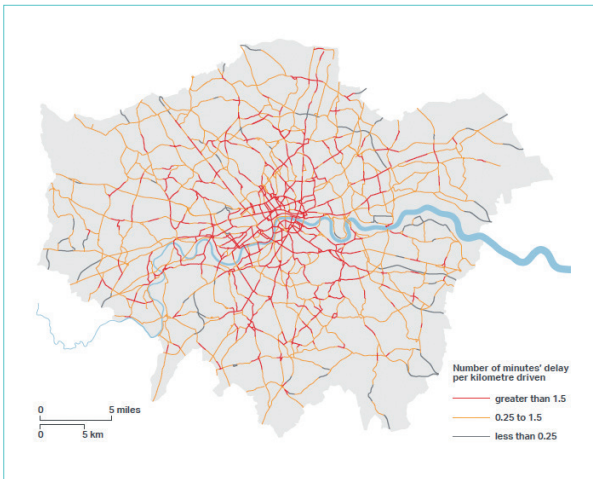 Number of minutes' delay
per kilometre driven
greater than 1.5
0.25 to 1.5
less than 0.25
0 5 miles
0 5 km